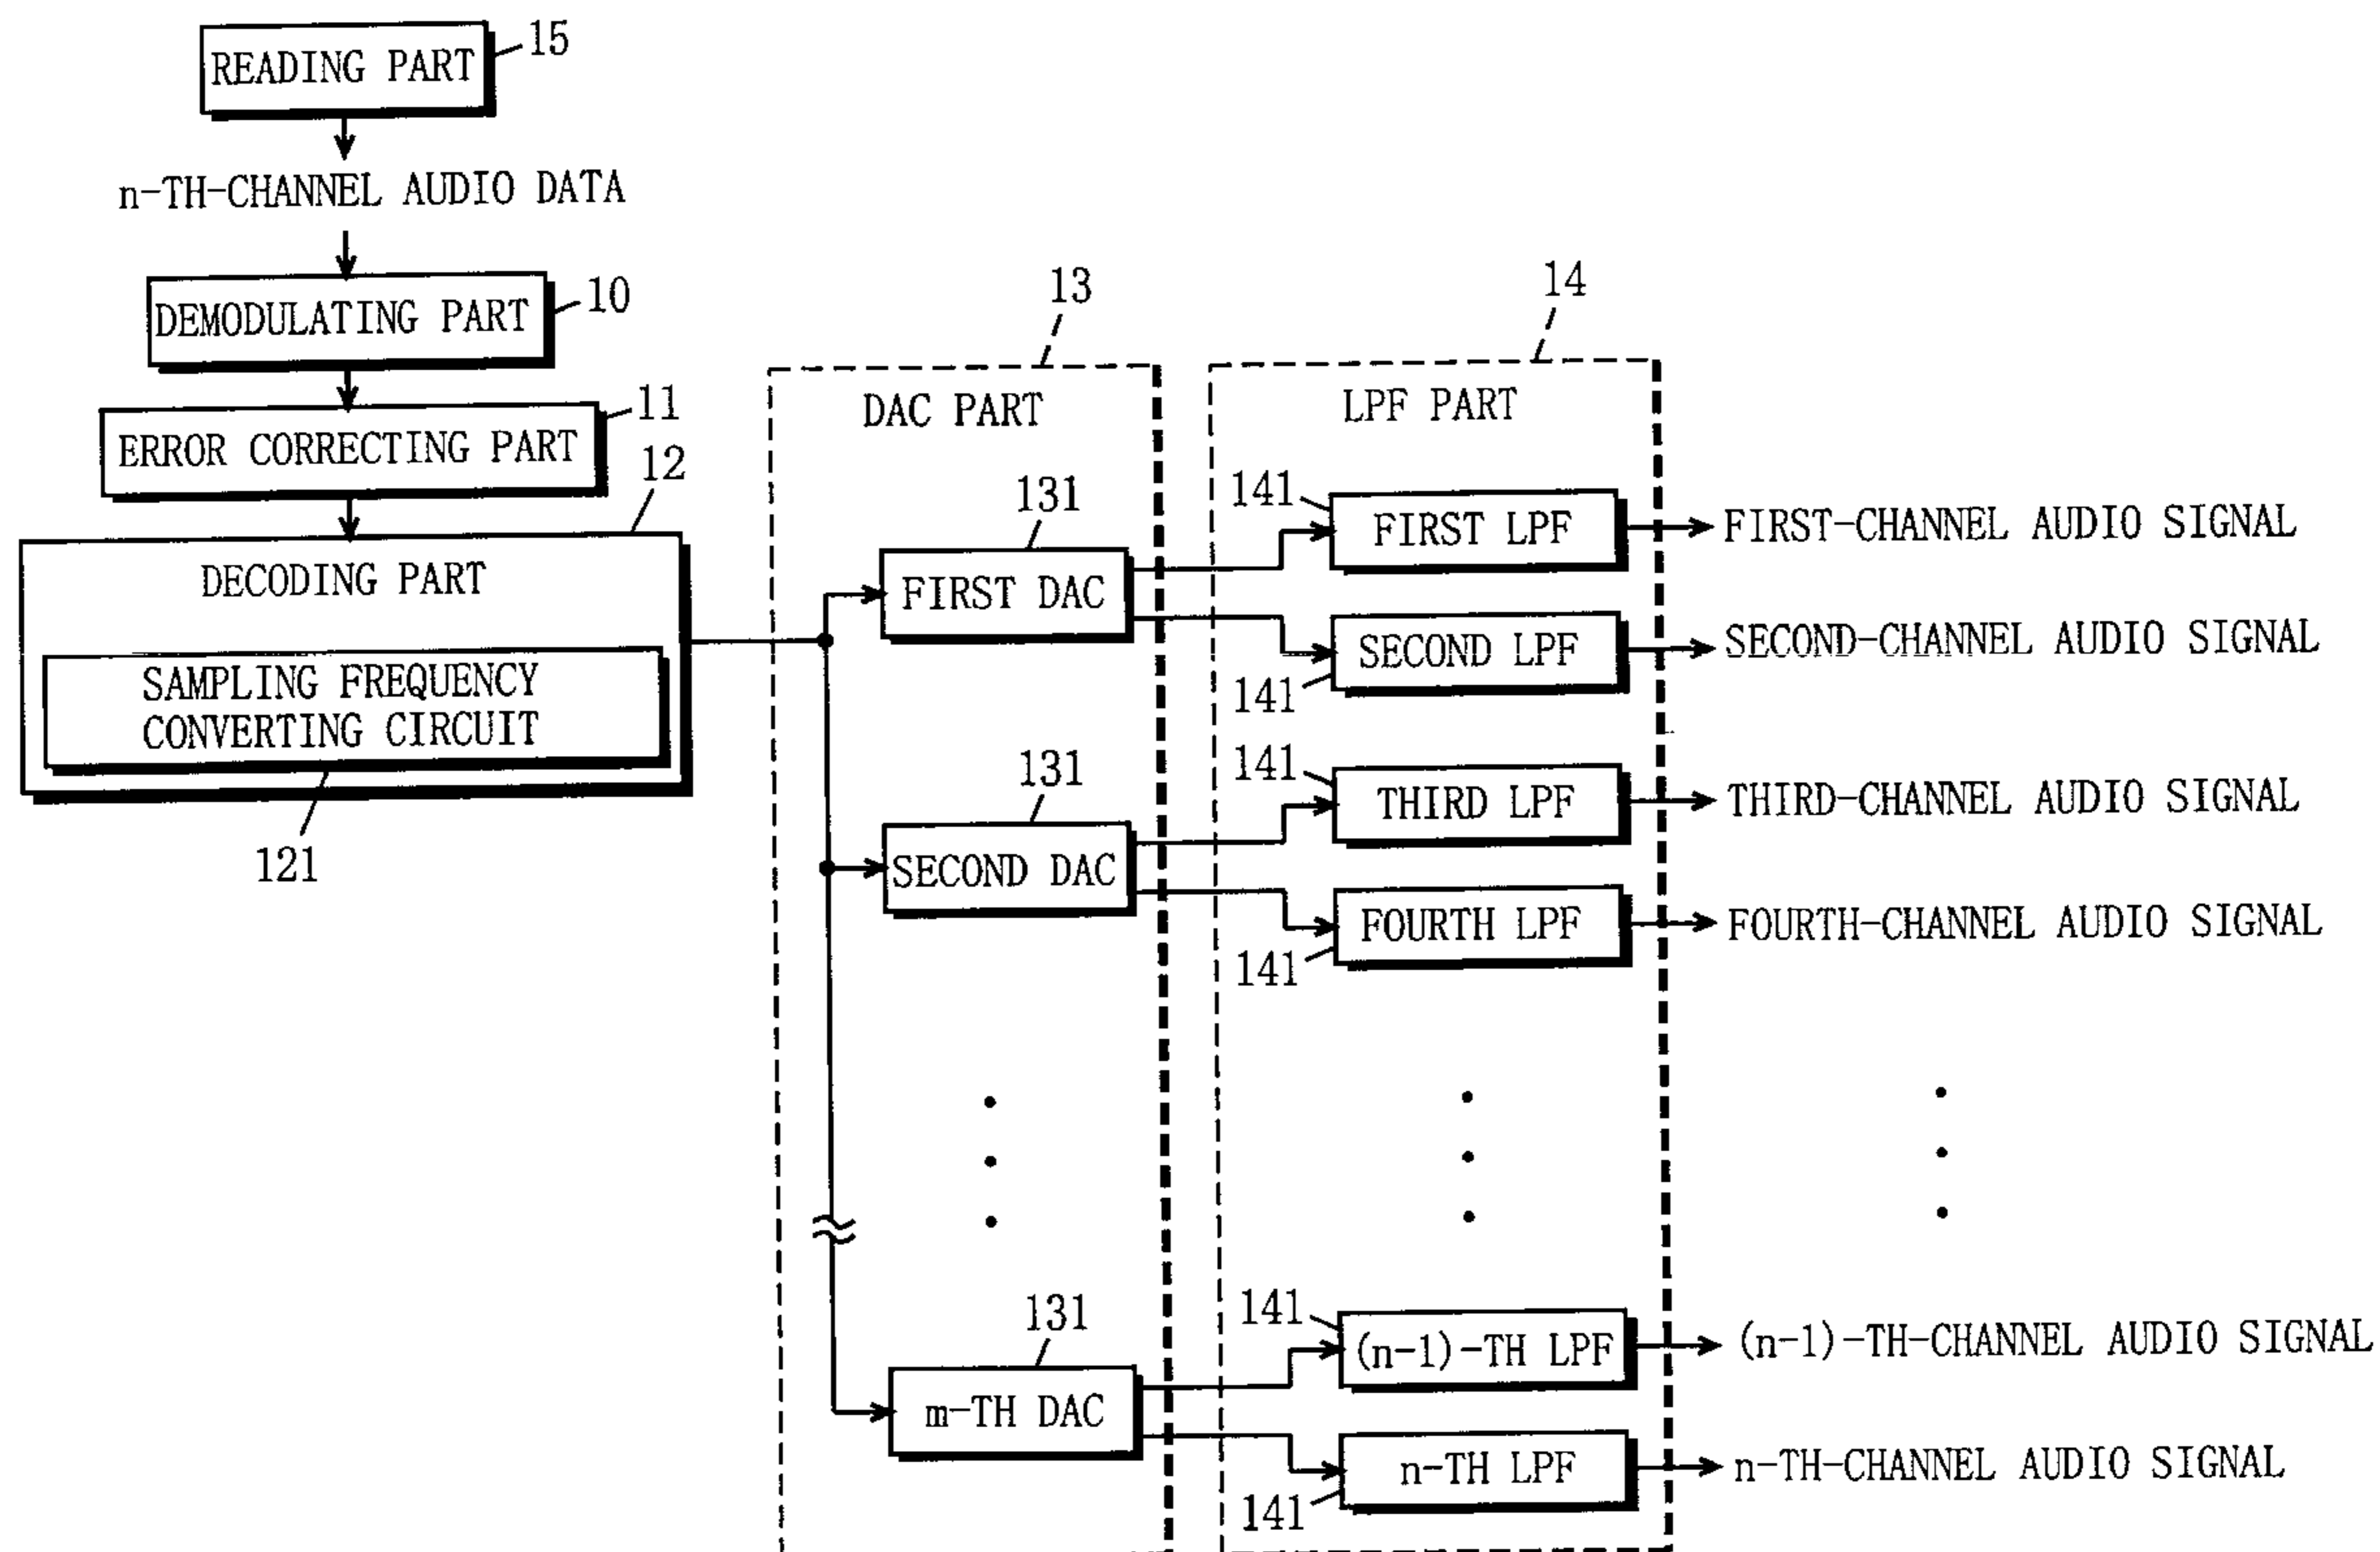 READING PART
15
n-TH-CHANNEL AUDIO DATA
DEMODULATING PART
10
ERROR CORRECTING PART
11
12
DECODING PART
SAMPLING FREQUENCY
CONVERTING CIRCUIT
121
13
DAC PART
131
FIRST DAC
131
SECOND DAC
131
m-TH DAC
14
LPF PART
141
FIRST LPF
FIRST-CHANNEL AUDIO SIGNAL
SECOND LPF
141
SECOND-CHANNEL AUDIO SIGNAL
141
THIRD LPF
THIRD-CHANNEL AUDIO SIGNAL
FOURTH LPF
141
FOURTH-CHANNEL AUDIO SIGNAL
141
(n-1)-TH LPF
(n-1)-TH-CHANNEL AUDIO SIGNAL
n-TH LPF
141
n-TH-CHANNEL AUDIO SIGNAL